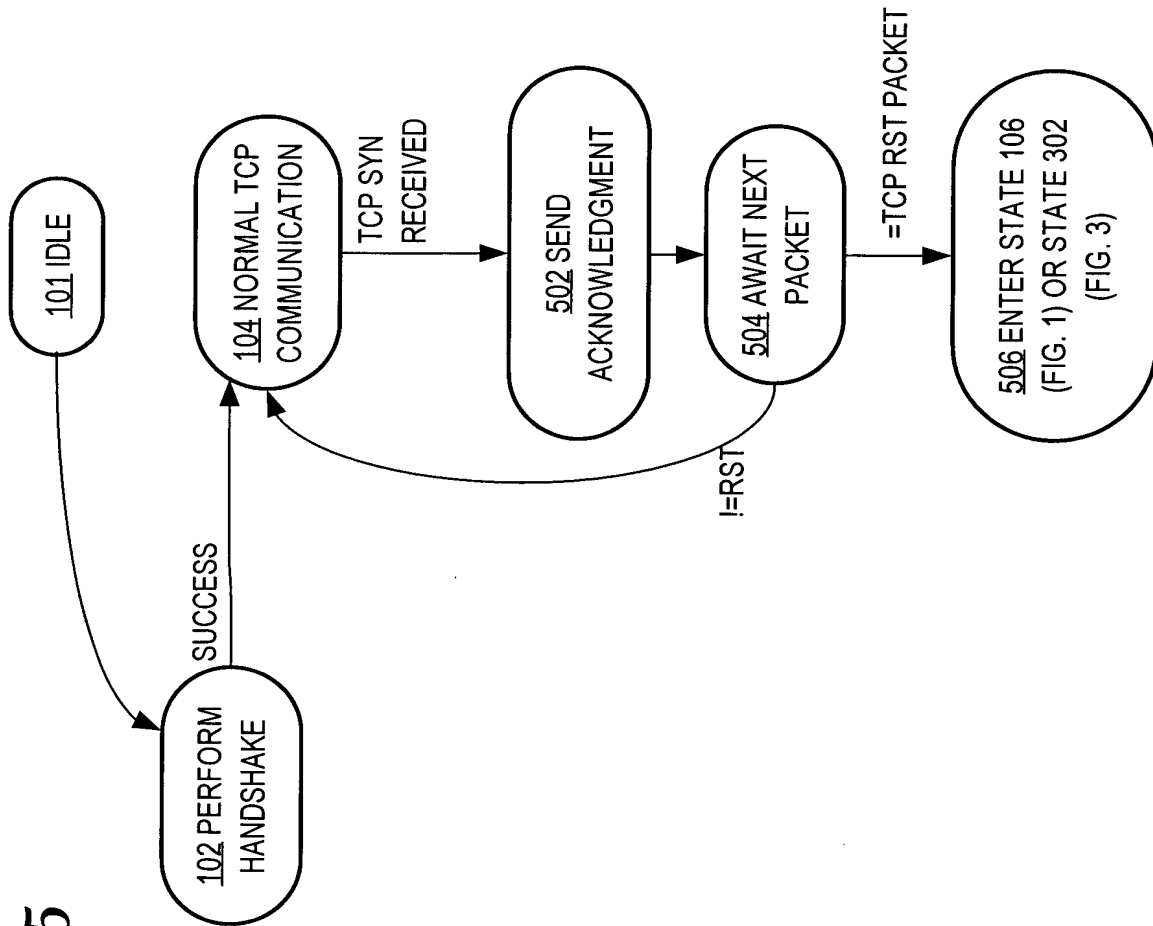 101 IDLE
102 PERFORM
HANDSHAKE
SUCCESS
104 NORMAL TCP
COMMUNICATION
TCP SYN
RECEIVED
502 SEND
ACKNOWLEDGMENT
504 AWAIT NEXT
PACKET
!=RST
=TCP RST PACKET
506 ENTER STATE 106
(FIG. 1) OR STATE 302
(FIG. 3)
5